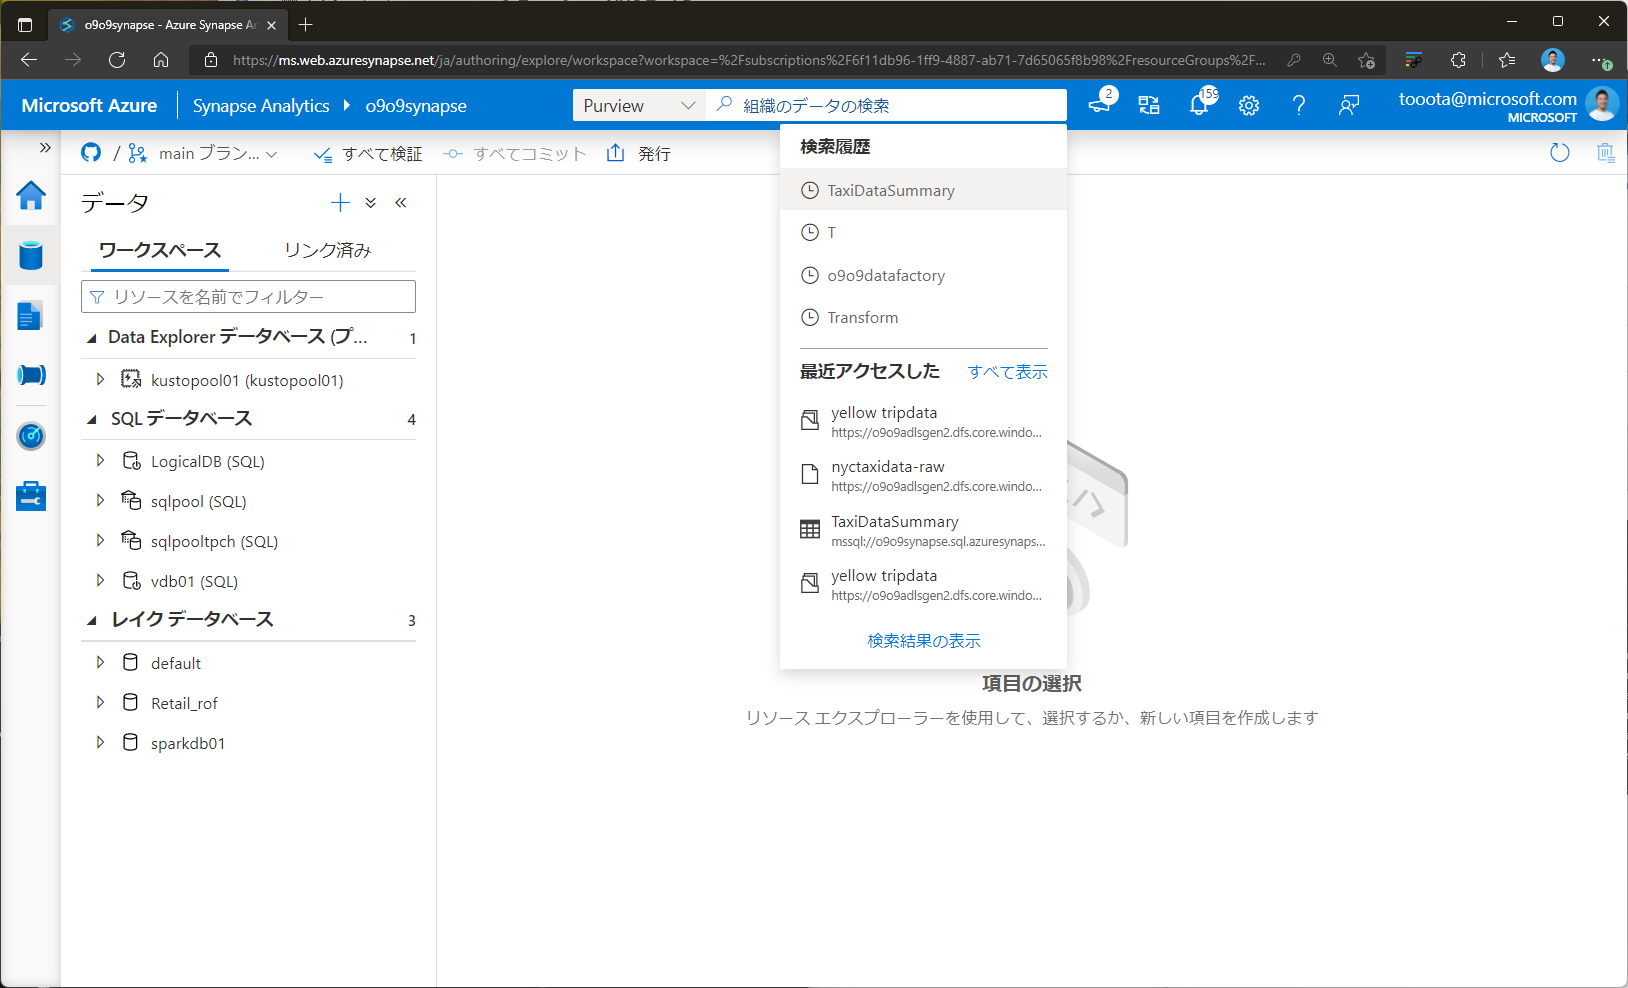 o9o9synapse - Azure Synapse An
https://ms.web.azuresynapse.net/ja/authoring/explore/workspace?workspace=%2Fsubscriptions%2F6f11db96-1ff9-4887-ab71-7d65065f8b98%2FresourceGroups%2F...
Microsoft Azure
Synapse Analytics
o9o9synapse
Purview
組織のデータの検索
2
159
tooota@microsoft.com
MICROSOFT
/ main ブラン...
すべて検証
すべてコミット
発行
データ
ワークスペース
リンク済み
リソースを名前でフィルター
Data Explorer データベース (プ... 1
kustopool01 (kustopool01)
SQL データベース 4
LogicalDB (SQL)
sqlpool (SQL)
sqlpooltpch (SQL)
vdb01 (SQL)
レイク データベース 3
default
Retail_rof
sparkdb01
検索履歴
TaxiDataSummary
T
o9o9datafactory
Transform
最近アクセスした すべて表示
yellow tripdata
https://o9o9adlsgen2.dfs.core.windo...
nyctaxidata-raw
https://o9o9adlsgen2.dfs.core.windo...
TaxiDataSummary
mssql://o9o9synapse.sql.azuresynaps...
yellow tripdata
https://o9o9adlsgen2.dfs.core.windo...
検索結果の表示
項目の選択
リソース エクスプローラーを使用して、選択するか、新しい項目を作成します